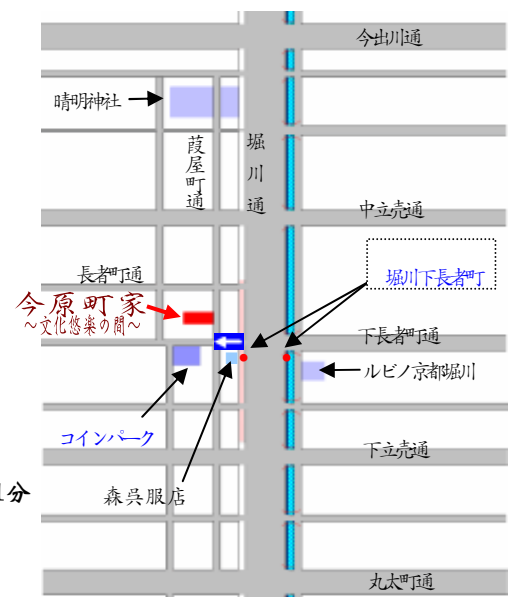 今出川通
晴明神社
葭屋町通
堀川通
中立売通
長者町通
堀川下長者町
今原町家
~文化悠楽の間~
下長者町通
ルビノ京都堀川
コインパーク
下立売通
分
森呉服店
丸太町通